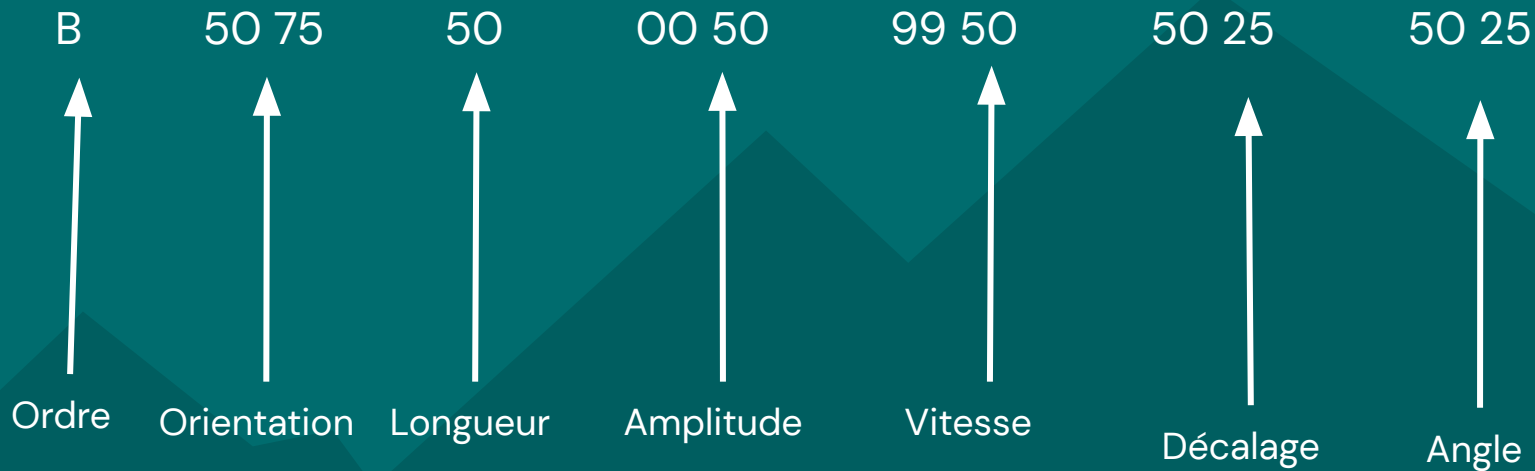 B 50 75 50 00 50 99 50 50 25 50 25
Ordre Orientation Longueur Amplitude Vitesse Décalage Angle